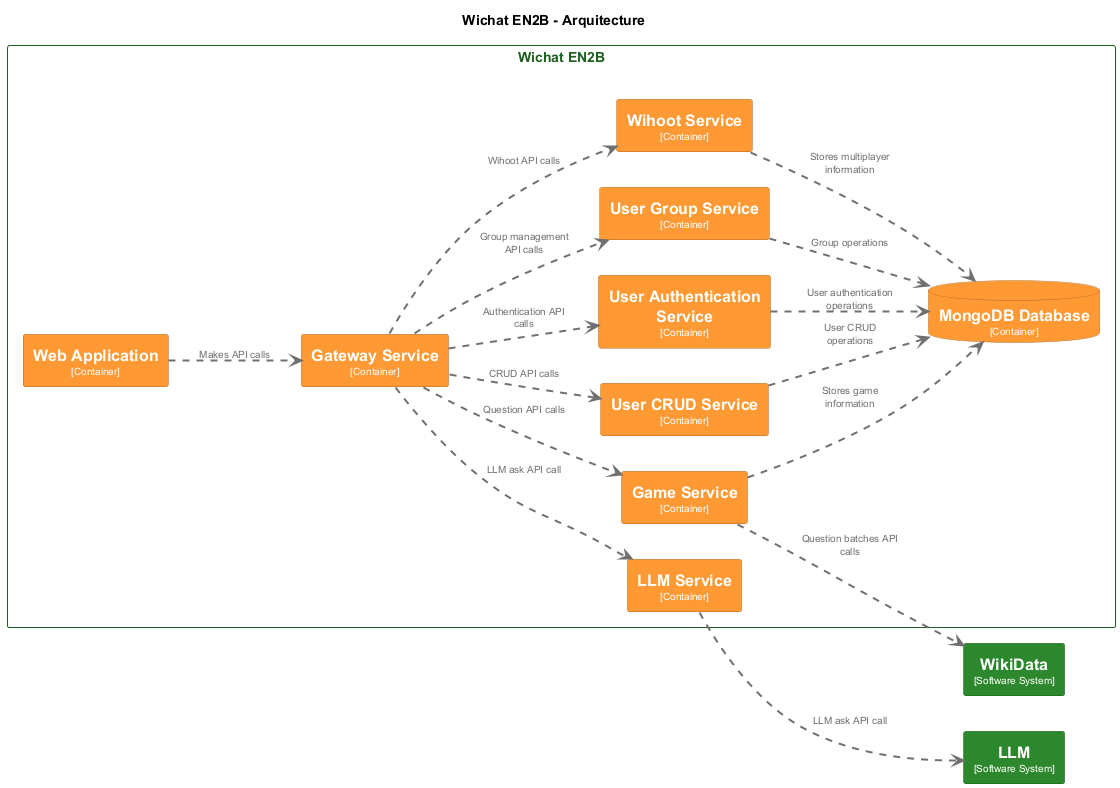 Wichat EN2B - Arquitecture
Wichat EN2B
Wihoot Service
[Container]
Wihoot API calls
Stores multiplayer
information
User Group Service
[Container]
Group management
API calls
Group operations
User Authentication
Service
[Container]
Authentication API
calls
User authentication
operations
MongoDB Database
[Container]
Web Application
[Container]
Makes API calls
Gateway Service
[Container]
CRUD API calls
User CRUD
operations
User CRUD Service
[Container]
Question API calls
Stores game
information
Game Service
[Container]
LLM ask API call
Question batches API
calls
LLM Service
[Container]
WikiData
[Software System]
LLM ask API call
LLM
[Software System]